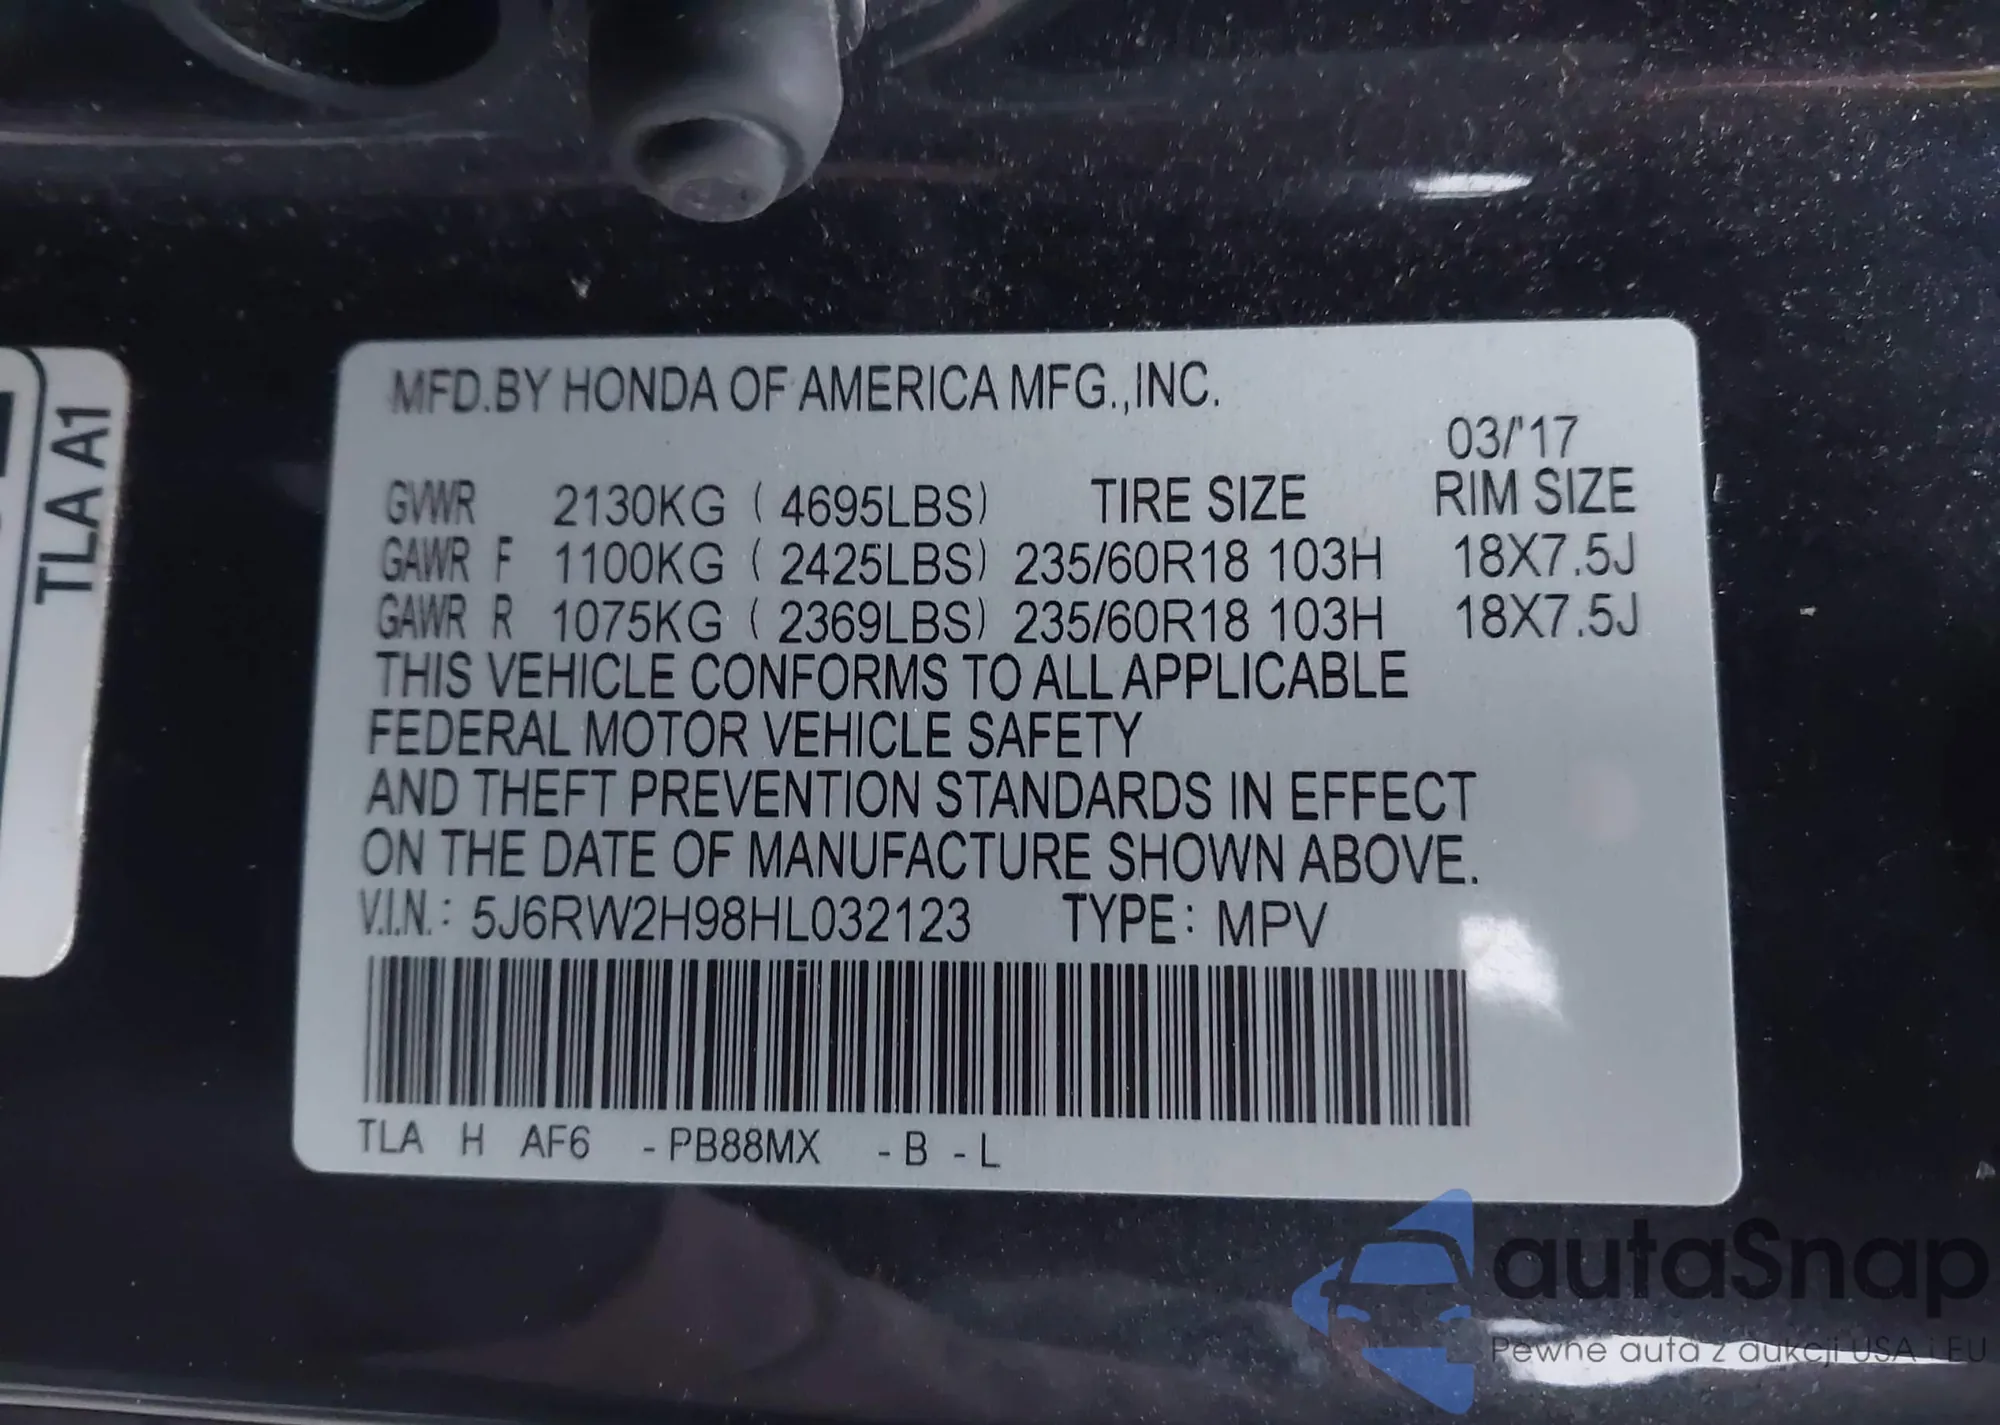 MFD.BY HONDA OF AMERICA MFG.,INC.
03/'17
GVWR 2130KG ( 4695LBS) TIRE SIZE RIM SIZE
GAWR F 1100KG ( 2425LBS) 235/60R18 103H 18X7.5J
GAWR R 1075KG ( 2369LBS) 235/60R18 103H 18X7.5J
THIS VEHICLE CONFORMS TO ALL APPLICABLE
FEDERAL MOTOR VEHICLE SAFETY
AND THEFT PREVENTION STANDARDS IN EFFECT
ON THE DATE OF MANUFACTURE SHOWN ABOVE.
V.I.N.: 5J6RW2H98HL032123 TYPE: MPV
TLA H AF6 -PB88MX -B -L
TLA A1
autaSnap
Pewne auta z aukcji USA i EU